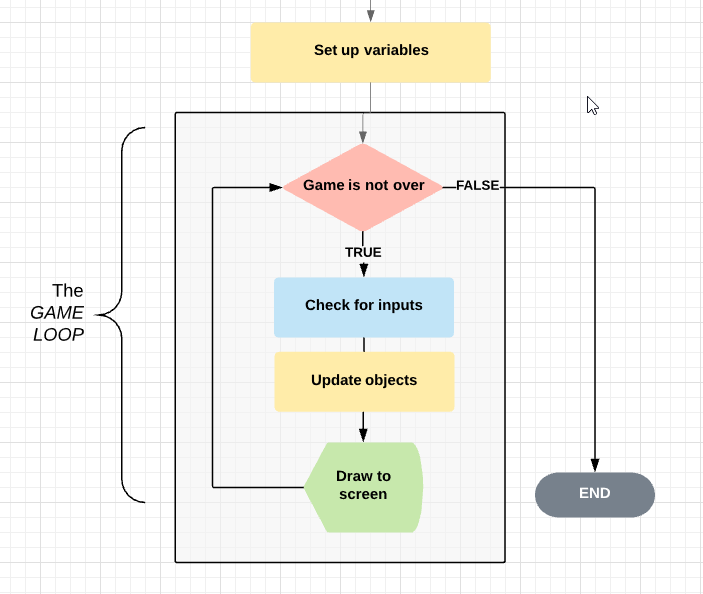 Set up variables
Game is not over
FALSE
TRUE
The
GAME
LOOP
Check for inputs
Update objects
Draw to
screen
END